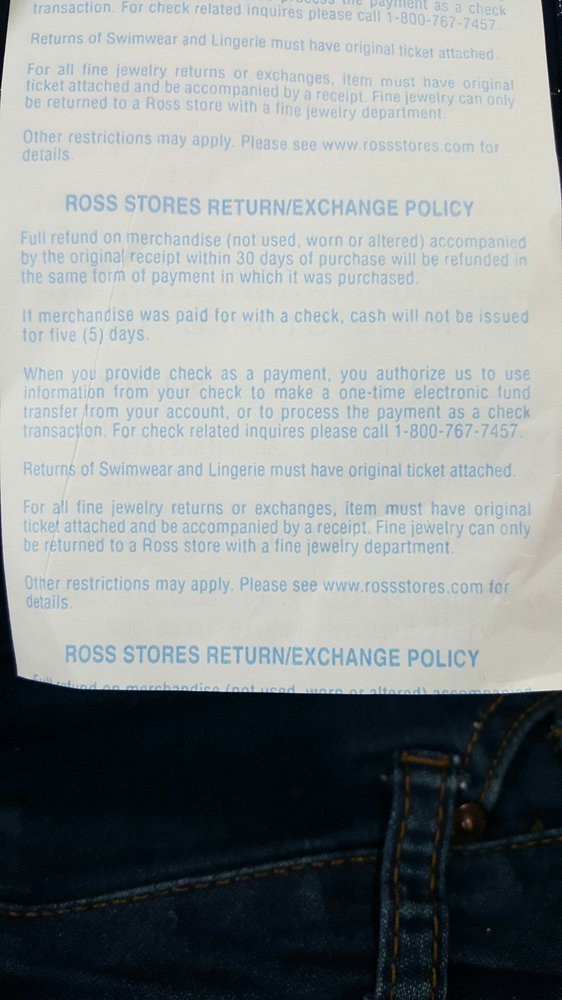 transaction. For check related inquires please call 1-800-767-7457.
Returns of Swimwear and Lingerie must have original ticket attached.
For all fine jewelry returns or exchanges, item must have original
ticket attached and be accompanied by a receipt. Fine jewelry can only
be returned to a Ross store with a fine jewelry department.
Other restrictions may apply. Please see www.rossstores.com for
details.
ROSS STORES RETURN/EXCHANGE POLICY
Full refund on merchandise (not used, worn or altered) accompanied
by the original receipt within 30 days of purchase will be refunded in
the same form of payment in which it was purchased.
If merchandise was paid for with a check, cash will not be issued
for five (5) days.
When you provide check as a payment, you authorize us to use
information from your check to make a one-time electronic fund
transfer from your account, or to process the payment as a check
transaction. For check related inquires please call 1-800-767-7457.
Returns of Swimwear and Lingerie must have original ticket attached.
For all fine jewelry returns or exchanges, item must have original
ticket attached and be accompanied by a receipt. Fine jewelry can only
be returned to a Ross store with a fine jewelry department.
Other restrictions may apply. Please see www.rossstores.com for
details.
ROSS STORES RETURN/EXCHANGE POLICY
Full refund on merchandise (not used, worn or altered) accompanied